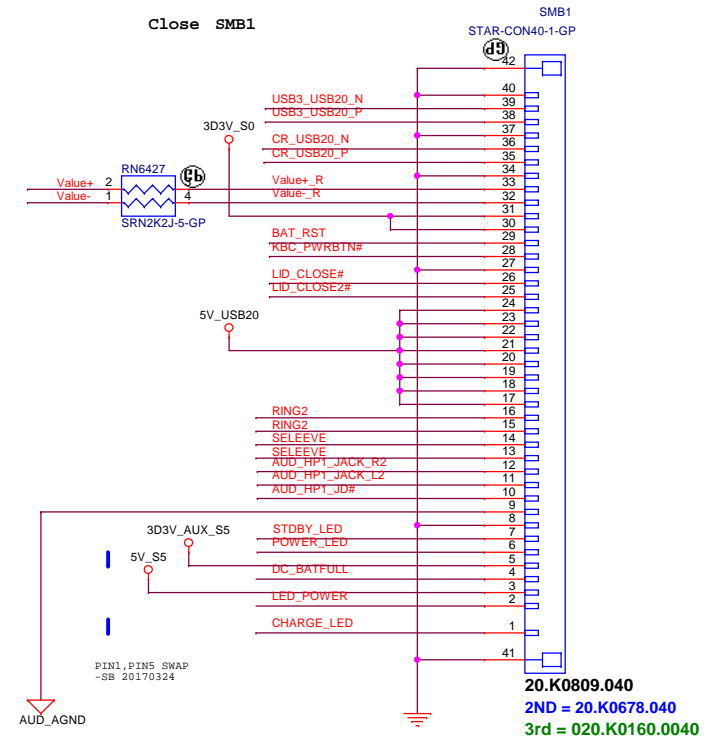 SMB1
Close SMB1
STAR-CON40-1-GP
GP
42
40
USB3_USB20_N
39
USB3_USB20_P
38
3D3V_S0
37
CR_USB20_N
36
CR_USB20_P
35
34
RN6427
GP
Value+ 2
Value+_R
33
Value- 1
4
Value-_R
32
31
SRN2K2J-5-GP
30
BAT_RST
29
KBC_PWRBTN#
28
27
LID_CLOSE#
26
LID_CLOSE2#
25
24
5V_USB20
23
22
21
20
19
18
17
RING2
16
RING2
15
SELEEVE
14
SELEEVE
13
AUD_HP1_JACK_R2
12
AUD_HP1_JACK_L2
11
AUD_HP1_JD#
10
9
8
3D3V_AUX_S5
STDBY_LED
7
POWER_LED
6
5V_S5
5
DC_BATFULL
4
3
LED_POWER
2
CHARGE_LED
1
41
PIN1,PIN5 SWAP
-SB 20170324
AUD_AGND
20.K0809.040
2ND = 20.K0678.040
3rd = 020.K0160.0040